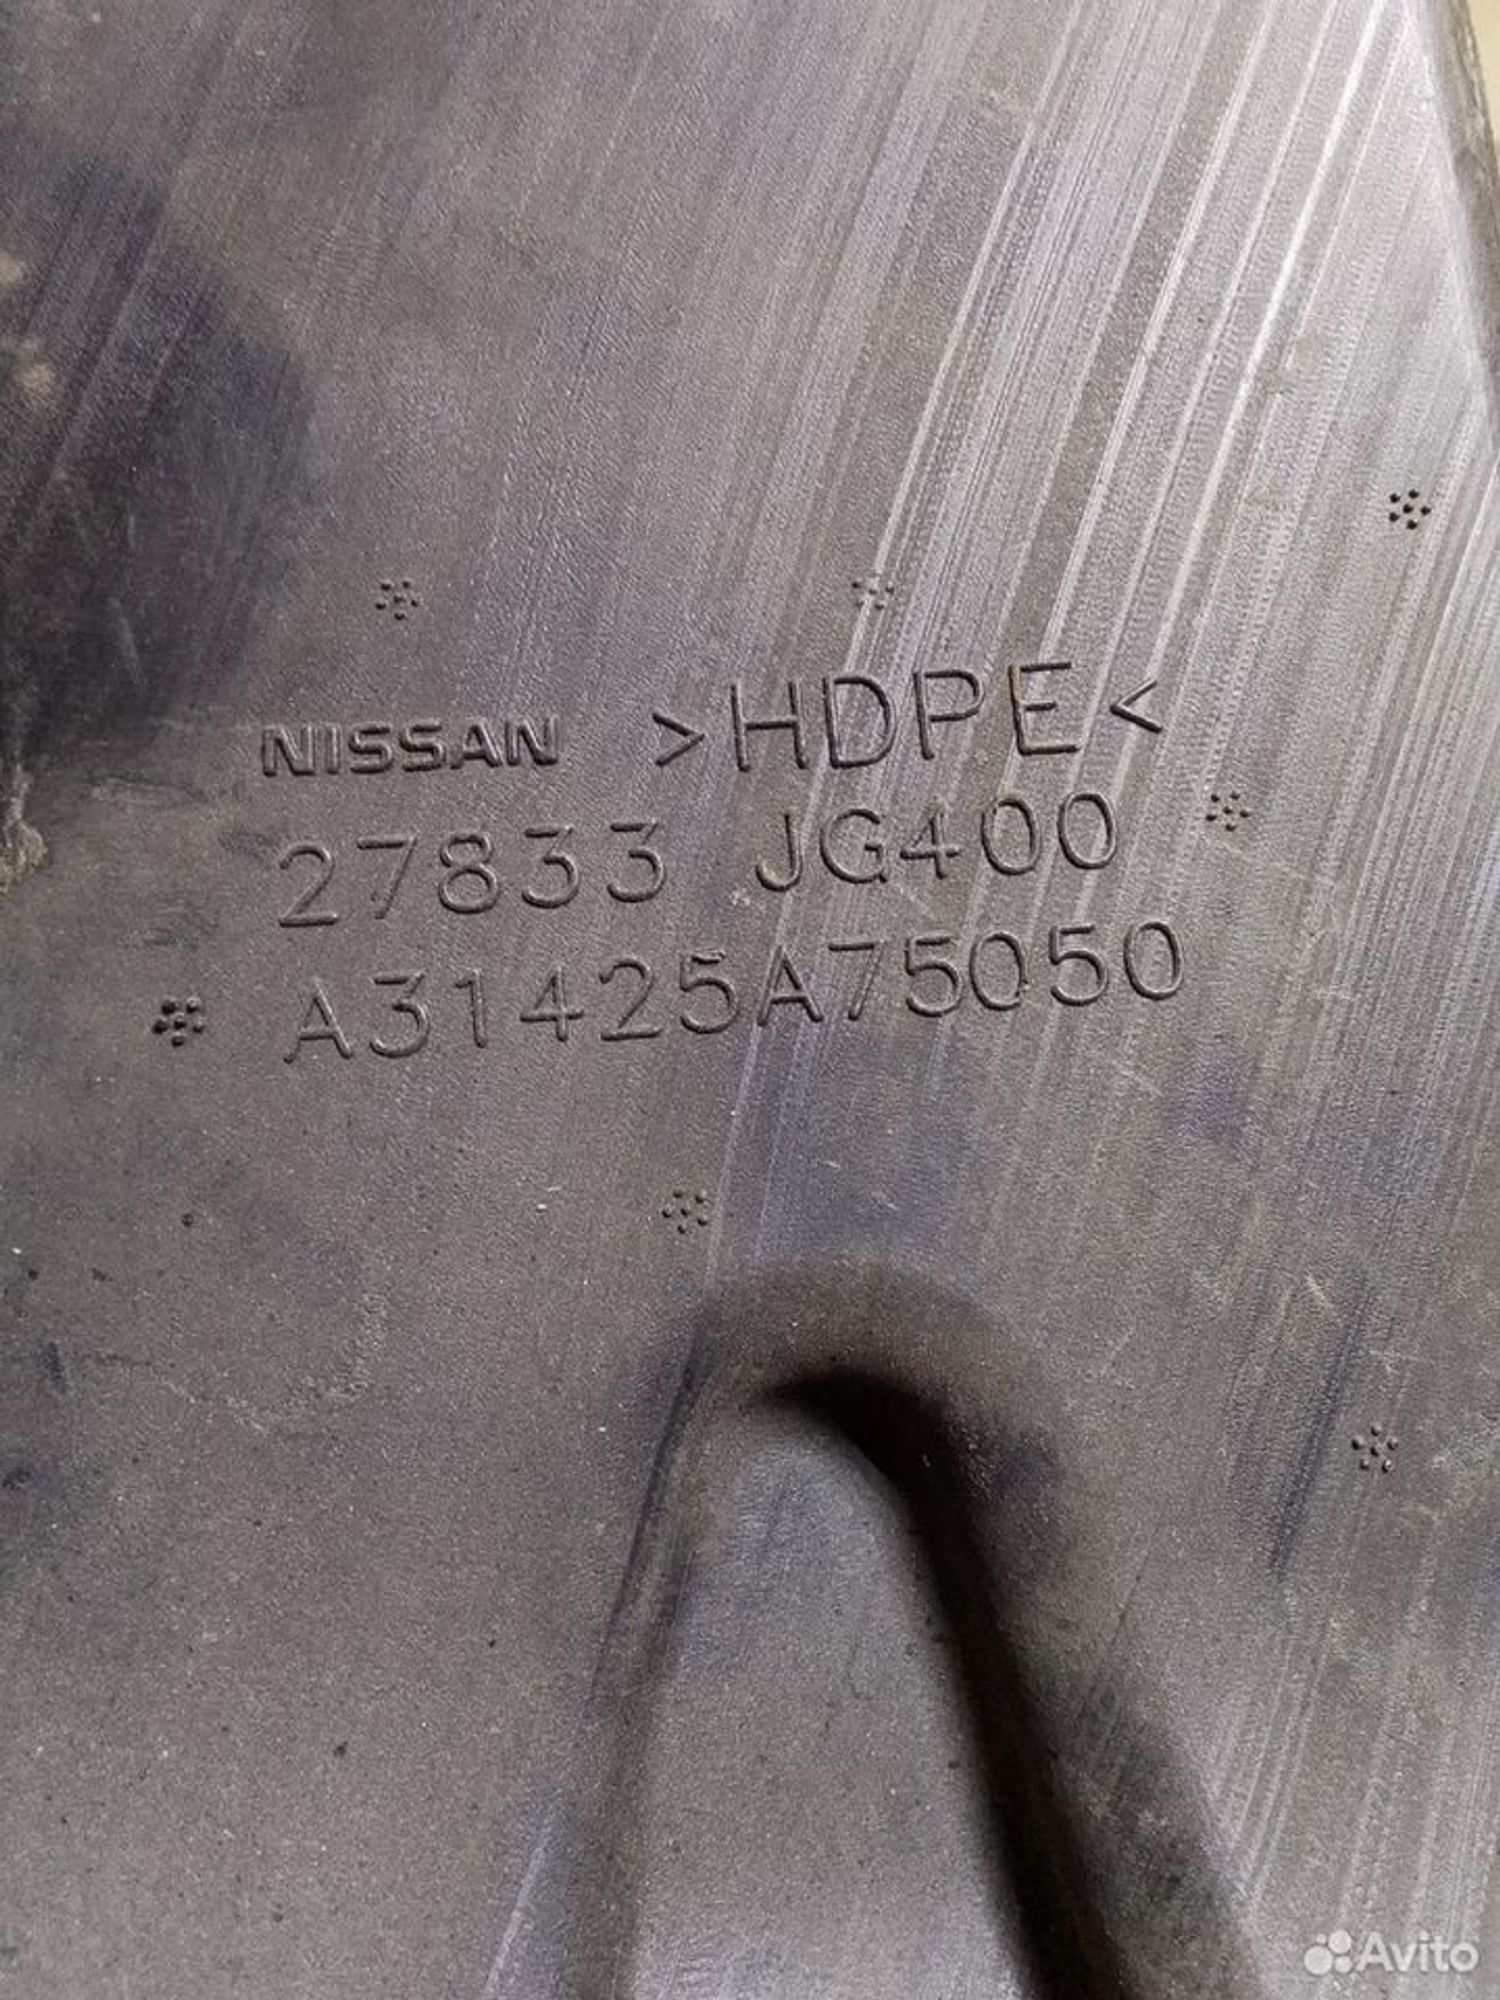 NISSAN >HDPE<
27833 JG400
A31425A75050
Avito